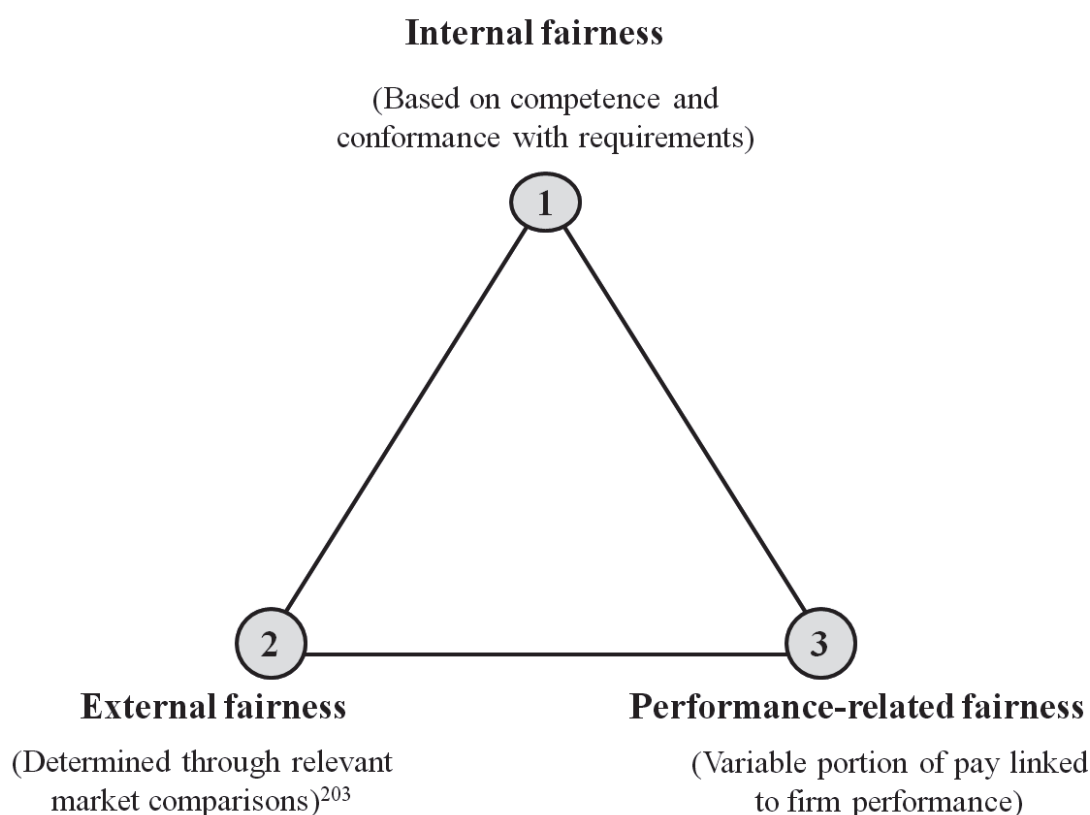 Internal fairness
(Based on competence and
conformance with requirements)
1
2
3
External fairness
(Determined through relevant
market comparisons)203
Performance-related fairness
(Variable portion of pay linked
to firm performance)